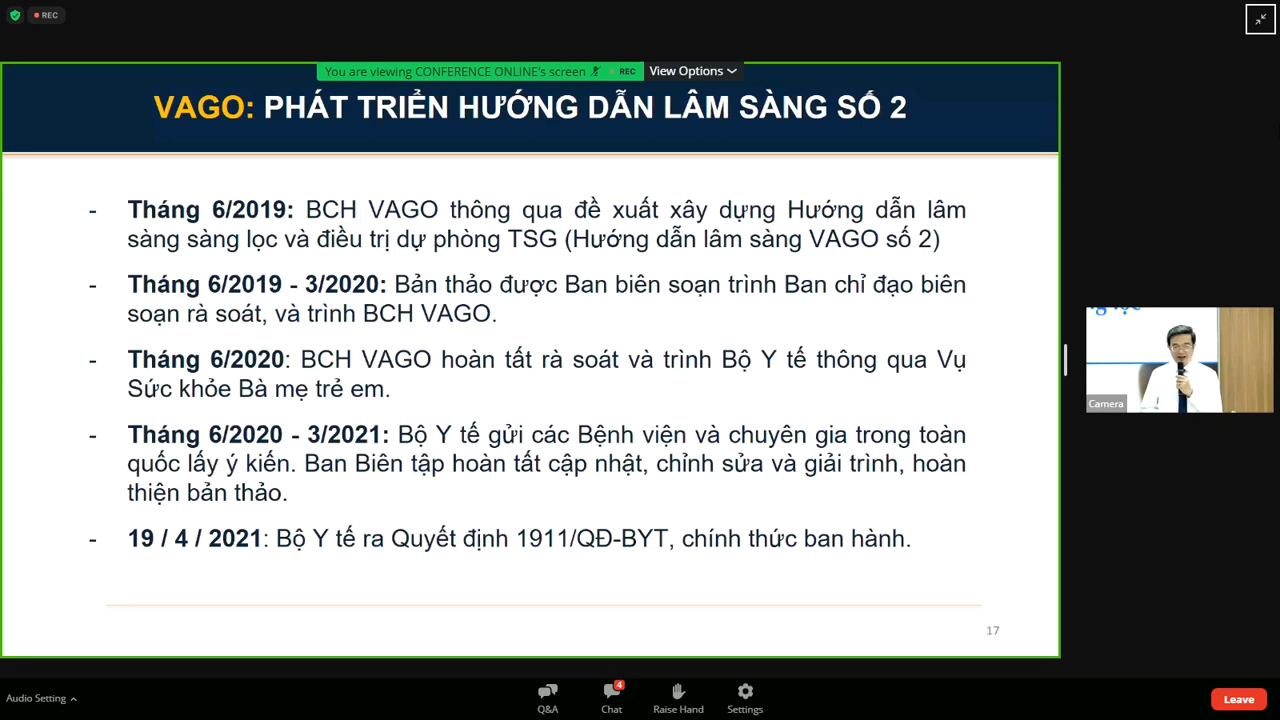 REC
You are viewing CONFERENCE ONLINE's screen REC View Options
VAGO: PHÁT TRIỂN HƯỚNG DẪN LÂM SÀNG SỐ 2
- Tháng 6/2019: BCH VAGO thông qua đề xuất xây dựng Hướng dẫn lâm
sàng sàng lọc và điều trị dự phòng TSG (Hướng dẫn lâm sàng VAGO số 2)
- Tháng 6/2019 - 3/2020: Bản thảo được Ban biên soạn trình Ban chỉ đạo biên
soạn rà soát, và trình BCH VAGO.
- Tháng 6/2020: BCH VAGO hoàn tất rà soát và trình Bộ Y tế thông qua Vụ
Sức khỏe Bà mẹ trẻ em.
- Tháng 6/2020 - 3/2021: Bộ Y tế gửi các Bệnh viện và chuyên gia trong toàn
quốc lấy ý kiến. Ban Biên tập hoàn tất cập nhật, chỉnh sửa và giải trình, hoàn
thiện bản thảo.
- 19 / 4 / 2021: Bộ Y tế ra Quyết định 1911/QĐ-BYT, chính thức ban hành.
17
Camera
Audio Setting
Q&A
4
Chat
Raise Hand
Settings
Leave